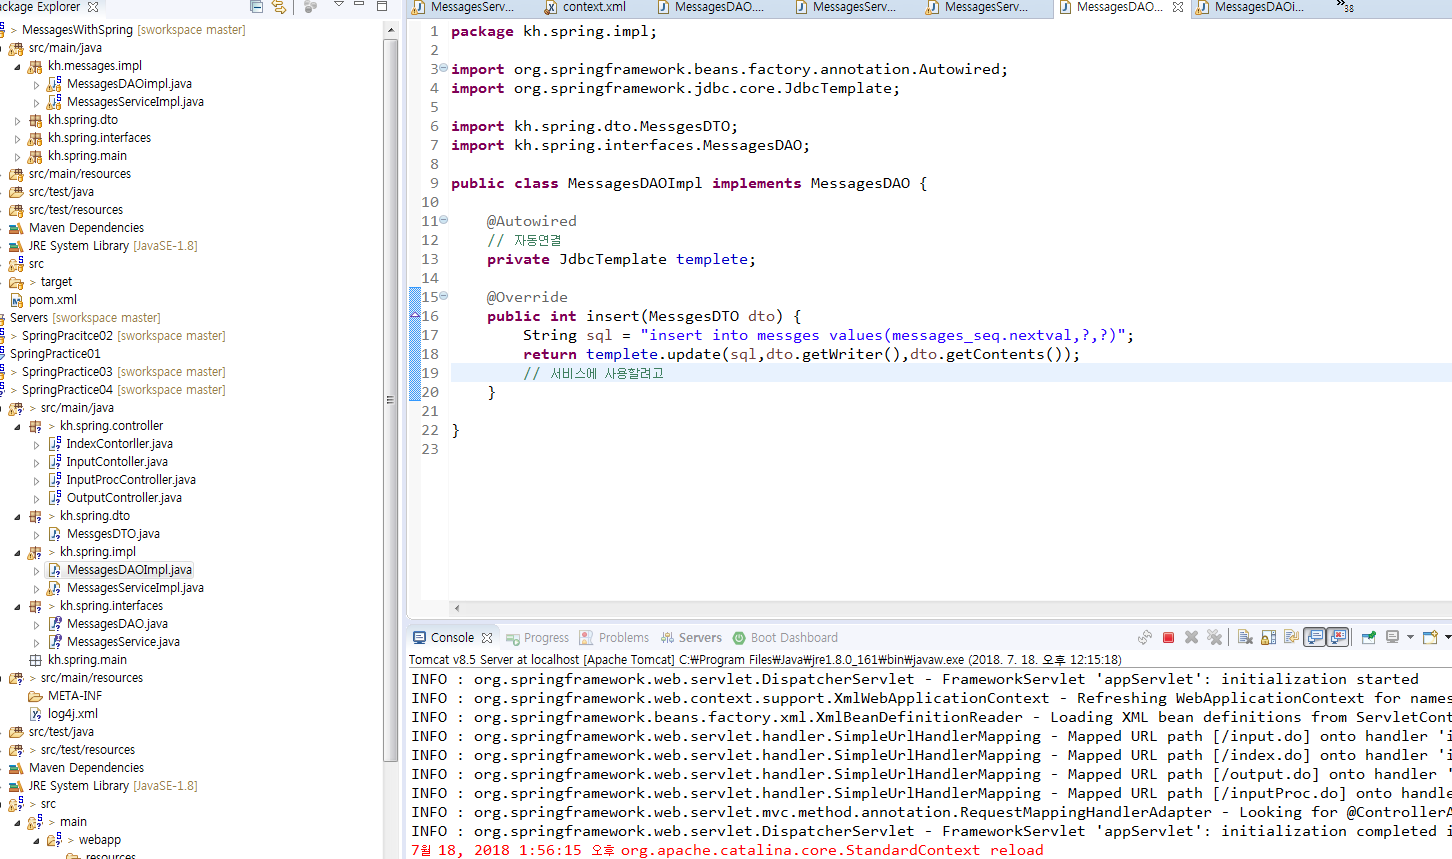 ackage Explorer
MessagesWithSpring [sworkspace master]
src/main/java
kh.messages.impl
MessagesDAOimpl.java
MessagesServiceImpl.java
kh.spring.dto
kh.spring.interfaces
kh.spring.main
src/main/resources
src/test/java
src/test/resources
Maven Dependencies
JRE System Library [JavaSE-1.8]
src
> target
pom.xml
Servers [sworkspace master]
> SpringPracitce02 [sworkspace master]
SpringPractice01
> SpringPractice03 [sworkspace master]
> SpringPractice04 [sworkspace master]
> src/main/java
> kh.spring.controller
IndexContorller.java
InputContoller.java
InputProcController.java
OutputController.java
> kh.spring.dto
MessgesDTO.java
> kh.spring.impl
MessagesDAOImpl.java
MessagesServiceImpl.java
> kh.spring.interfaces
MessagesDAO.java
MessagesService.java
kh.spring.main
> src/main/resources
META-INF
log4j.xml
src/test/java
> src/test/resources
Maven Dependencies
JRE System Library [JavaSE-1.8]
> src
> main
> webapp
resources
MessagesServ... context.xml MessagesDAO.... MessagesServ... MessagesServ... MessagesDAO... MessagesDAOi... »38
1 package kh.spring.impl;
2
3 import org.springframework.beans.factory.annotation.Autowired;
4 import org.springframework.jdbc.core.JdbcTemplate;
5
6 import kh.spring.dto.MessgesDTO;
7 import kh.spring.interfaces.MessagesDAO;
8
9 public class MessagesDAOImpl implements MessagesDAO {
10
11 @Autowired
12 // 자동연결
13 private JdbcTemplate templete;
14
15 @Override
16 public int insert(MessgesDTO dto) {
17 String sql = "insert into messges values(messages_seq.nextval,?,?)";
18 return templete.update(sql,dto.getWriter(),dto.getContents());
19 // 서비스에 사용할려고
20 }
21
22 }
23
Console Progress Problems Servers Boot Dashboard
Tomcat v8.5 Server at localhost [Apache Tomcat] C:₩Program Files₩Java₩jre1.8.0_161₩bin₩javaw.exe (2018. 7. 18. 오후 12:15:18)
INFO : org.springframework.web.servlet.DispatcherServlet - FrameworkServlet 'appServlet': initialization started
INFO : org.springframework.web.context.support.XmlWebApplicationContext - Refreshing WebApplicationContext for names
INFO : org.springframework.beans.factory.xml.XmlBeanDefinitionReader - Loading XML bean definitions from ServletCont
INFO : org.springframework.web.servlet.handler.SimpleUrlHandlerMapping - Mapped URL path [/input.do] onto handler 'i
INFO : org.springframework.web.servlet.handler.SimpleUrlHandlerMapping - Mapped URL path [/index.do] onto handler 'i
INFO : org.springframework.web.servlet.handler.SimpleUrlHandlerMapping - Mapped URL path [/output.do] onto handler '
INFO : org.springframework.web.servlet.handler.SimpleUrlHandlerMapping - Mapped URL path [/inputProc.do] onto handle
INFO : org.springframework.web.servlet.mvc.method.annotation.RequestMappingHandlerAdapter - Looking for @ControllerA
INFO : org.springframework.web.servlet.DispatcherServlet - FrameworkServlet 'appServlet': initialization completed i
7월 18, 2018 1:56:15 오후 org.apache.catalina.core.StandardContext reload